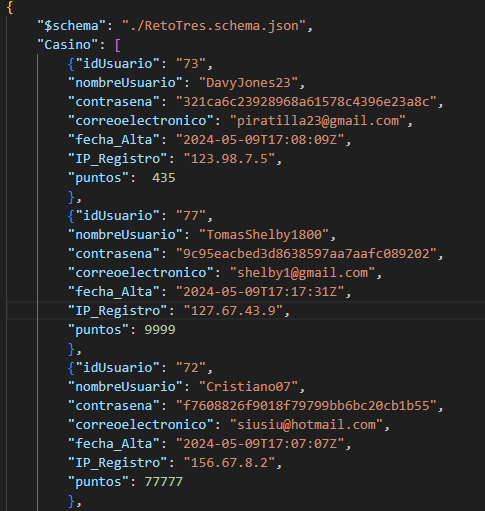 {
"$schema": "./RetoTres.schema.json",
"Casino": [
{"idUsuario": "73",
"nombreUsuario": "DavyJones23",
"contrasena": "321ca6c23928968a61578c4396e23a8c",
"correoelectronico": "piratilla23@gmail.com",
"fecha_Alta": "2024-05-09T17:08:09Z",
"IP_Registro": "123.98.7.5",
"puntos":  435
},
{"idUsuario": "77",
"nombreUsuario": "TomasShelby1800",
"contrasena": "9c95eacbed3d8638597aa7aafc089202",
"correoelectronico": "shelby1@gmail.com",
"fecha_Alta": "2024-05-09T17:17:31Z",
"IP_Registro": "127.67.43.9",
"puntos": 9999
},
{"idUsuario": "72",
"nombreUsuario": "Cristiano07",
"contrasena": "f7608826f9018f79799bb6bc20cb1b55",
"correoelectronico": "siusiu@hotmail.com",
"fecha_Alta": "2024-05-09T17:07:07Z",
"IP_Registro": "156.67.8.2",
"puntos": 77777
},